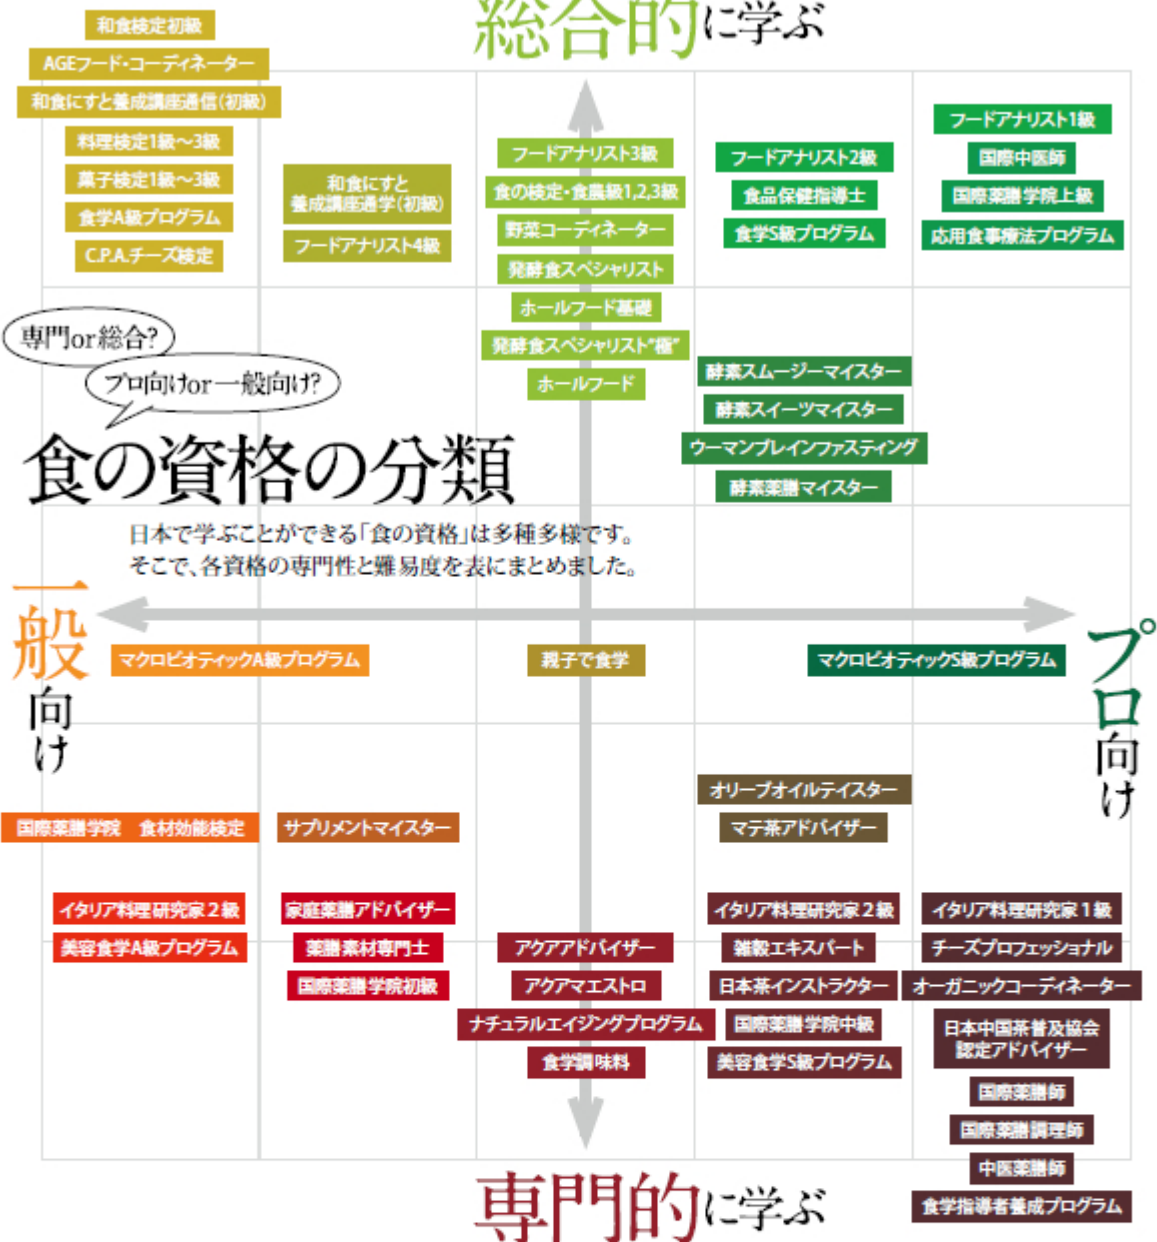 総合的に学ぶ
和食検定初級
AGEフード・コーディネーター
和食にすと養成講座通信(初級)
料理検定1級～3級
菓子検定1級～3級
食学A級プログラム
C.P.A.チーズ検定
和食にすと
養成講座通学(初級)
フードアナリスト4級
フードアナリスト3級
食の検定・食農級1,2,3級
野菜コーディネーター
発酵食スペシャリスト
ホールフード基礎
発酵食スペシャリスト"極"
ホールフード
フードアナリスト2級
食品保健指導士
食学S級プログラム
フードアナリスト1級
国際中医師
国際薬膳学院上級
応用食事療法プログラム
酵素スムージーマイスター
酵素スイーツマイスター
ウーマンブレインファスティング
酵素薬膳マイスター
専門or総合?
プロ向けor一般向け?
食の資格の分類
日本で学ぶことができる「食の資格」は多種多様です。
そこで、各資格の専門性と難易度を表にまとめました。
一般向け
プロ向け
マクロビオティックA級プログラム
親子で食学
マクロビオティックS級プログラム
国際薬膳学院　食材効能検定
サプリメントマイスター
オリーブオイルテイスター
マテ茶アドバイザー
イタリア料理研究家２級
美容食学A級プログラム
家庭薬膳アドバイザー
薬膳素材専門士
国際薬膳学院初級
アクアアドバイザー
アクアマエストロ
ナチュラルエイジングプログラム
食学調味料
イタリア料理研究家２級
雑穀エキスパート
日本茶インストラクター
国際薬膳学院中級
美容食学S級プログラム
イタリア料理研究家１級
チーズプロフェッショナル
オーガニックコーディネーター
日本中国茶普及協会
認定アドバイザー
国際薬膳師
国際薬膳調理師
中医薬膳師
食学指導者養成プログラム
専門的に学ぶ